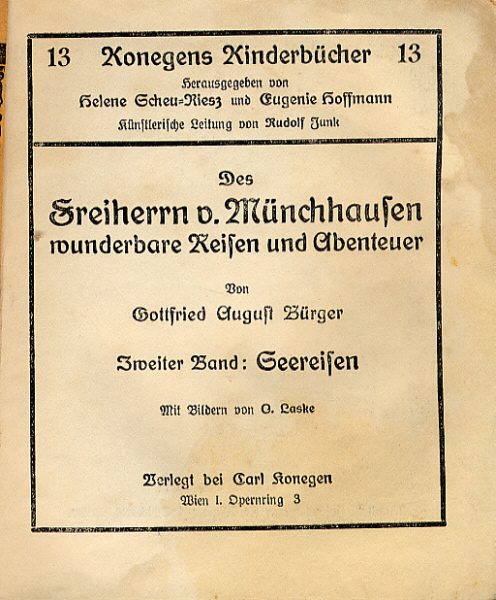 13 Konegens Kinderbücher 13
Herausgegeben von
Helene Scheu-Riesz und Eugenie Hoffmann
Künstlerische Leitung von Rudolf Junk
Des
Freiherrn v. Münchhausen
wunderbare Reisen und Abenteuer
Von
Gottfried August Bürger
Zweiter Band: Seereisen
Mit Bildern von O. Laske
Verlegt bei Carl Konegen
Wien I. Opernring 3